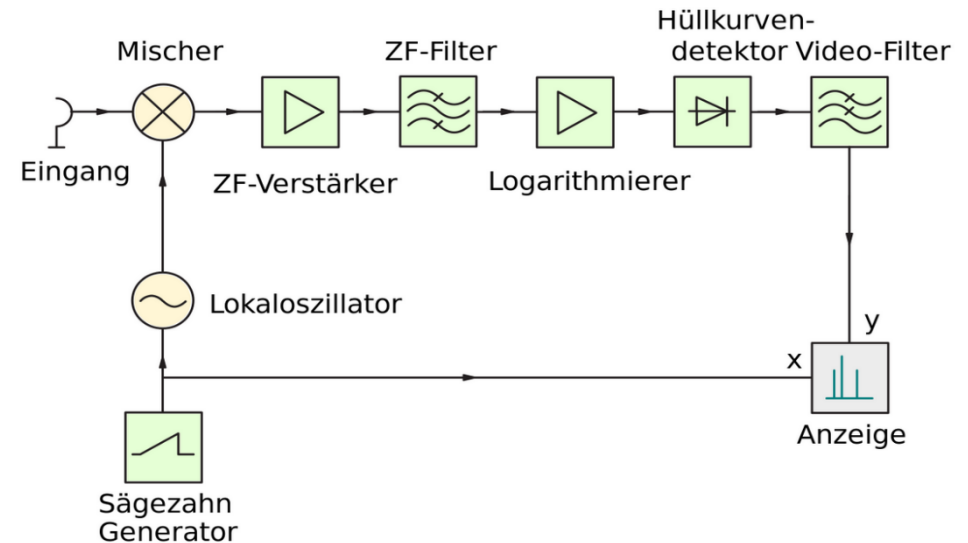 Hüllkurven-
Mischer
ZF-Filter
detektor
Video-Filter
Eingang
ZF-Verstärker
Logarithmierer
Lokaloszillator
y
x
Anzeige
Sägezahn
Generator